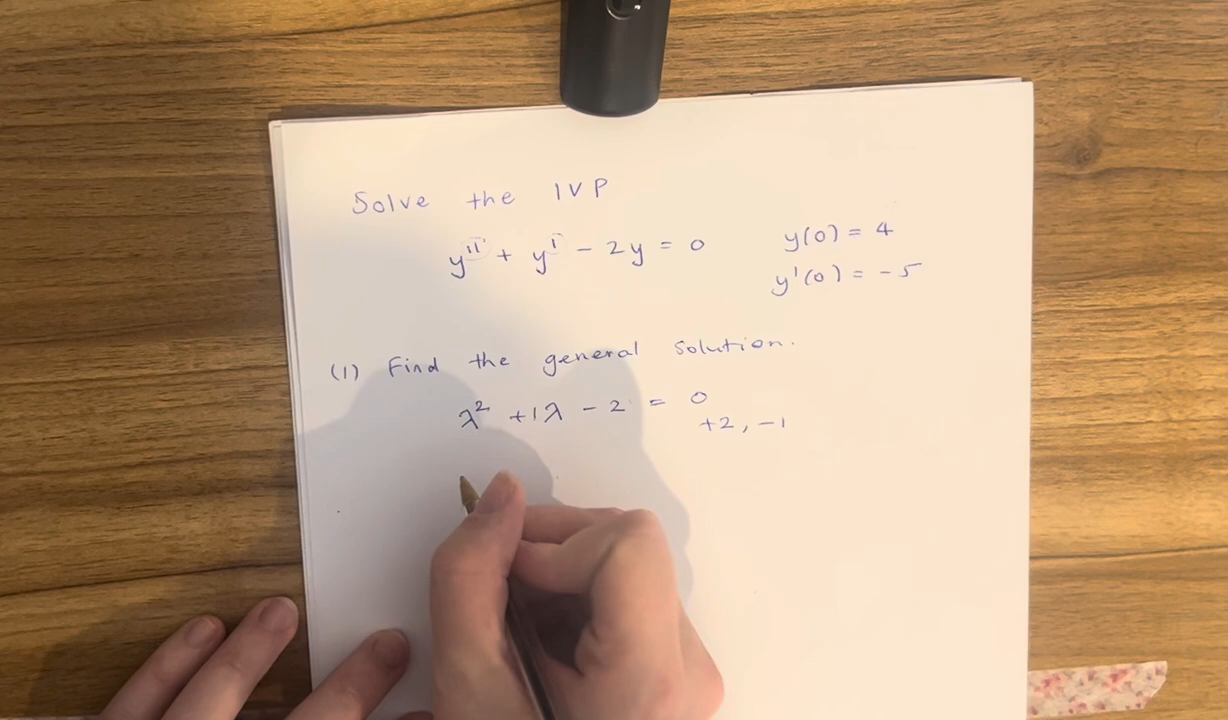 Solve the IVP
y'' + y' - 2y = 0 y(0) = 4
y'(0) = -5
(1) Find the general solution.
λ² +1λ - 2 = 0
+2, -1